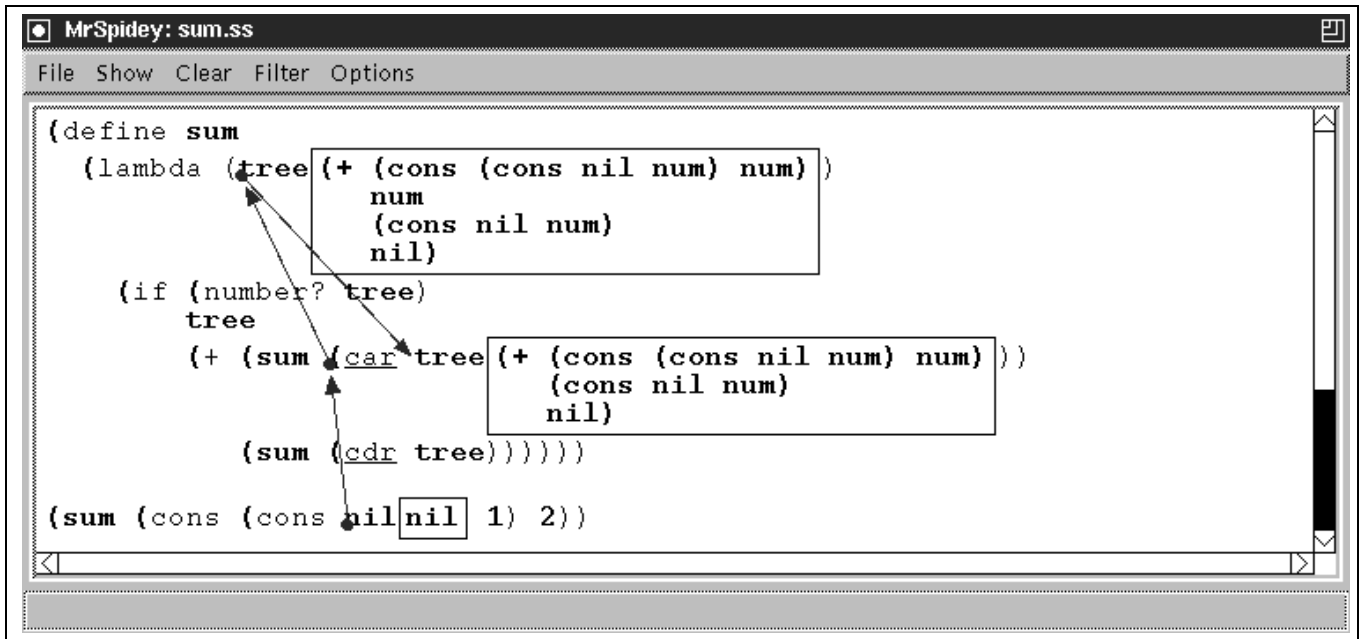 MrSpidey: sum.ss
File Show Clear Filter Options
(define sum
(lambda (tree (+ (cons (cons nil num) num) )
num
(cons nil num)
nil)
(if (number? tree)
tree
(+ (sum (car tree (+ (cons (cons nil num) num) ))
(cons nil num)
nil)
(sum (cdr tree))))))
(sum (cons (cons nil nil 1) 2))